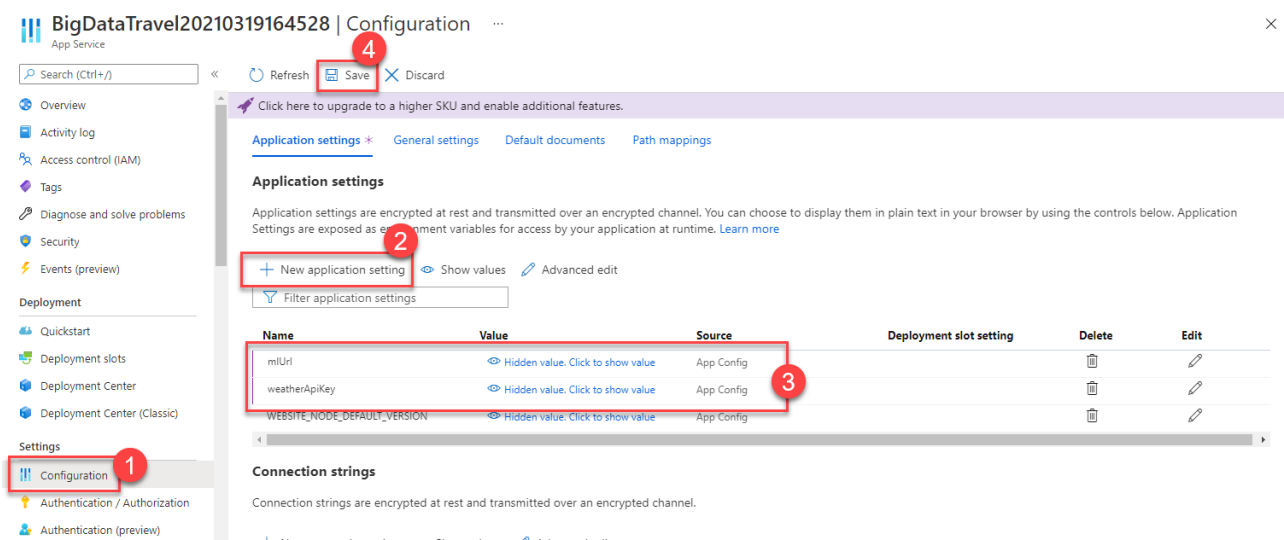 BigDataTravel20210319164528 | Configuration ...
App Service
Search (Ctrl+/)
«
Refresh
Save
Discard
4
Overview
Activity log
Access control (IAM)
Tags
Diagnose and solve problems
Security
Events (preview)
Deployment
Quickstart
Deployment slots
Deployment Center
Deployment Center (Classic)
Settings
Configuration
1
Authentication / Authorization
Authentication (preview)
Click here to upgrade to a higher SKU and enable additional features.
Application settings * General settings Default documents Path mappings
Application settings
Application settings are encrypted at rest and transmitted over an encrypted channel. You can choose to display them in plain text in your browser by using the controls below. Application
Settings are exposed as environment variables for access by your application at runtime. Learn more
2
+ New application setting Show values Advanced edit
Filter application settings
Name Value Source Deployment slot setting Delete Edit
mlUrl Hidden value. Click to show value App Config
weatherApiKey Hidden value. Click to show value App Config
3
WEBSITE_NODE_DEFAULT_VERSION Hidden value. Click to show value App Config
Connection strings
Connection strings are encrypted at rest and transmitted over an encrypted channel.